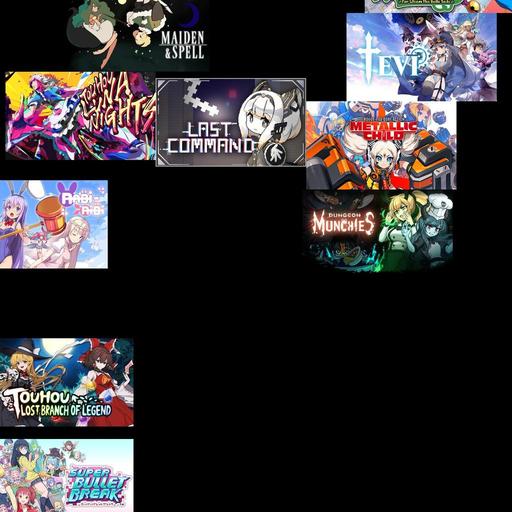 MAIDEN
& SPELL
TEVI
TOUHOU
LUNA
NIGHTS
LAST
COMMAND
METALLIC
CHILD
RABI
RIBI
DUNGEON
MUNCHIES
TOUHOU
LOST BRANCH OF LEGEND
SUPER
BULLET
BREAK